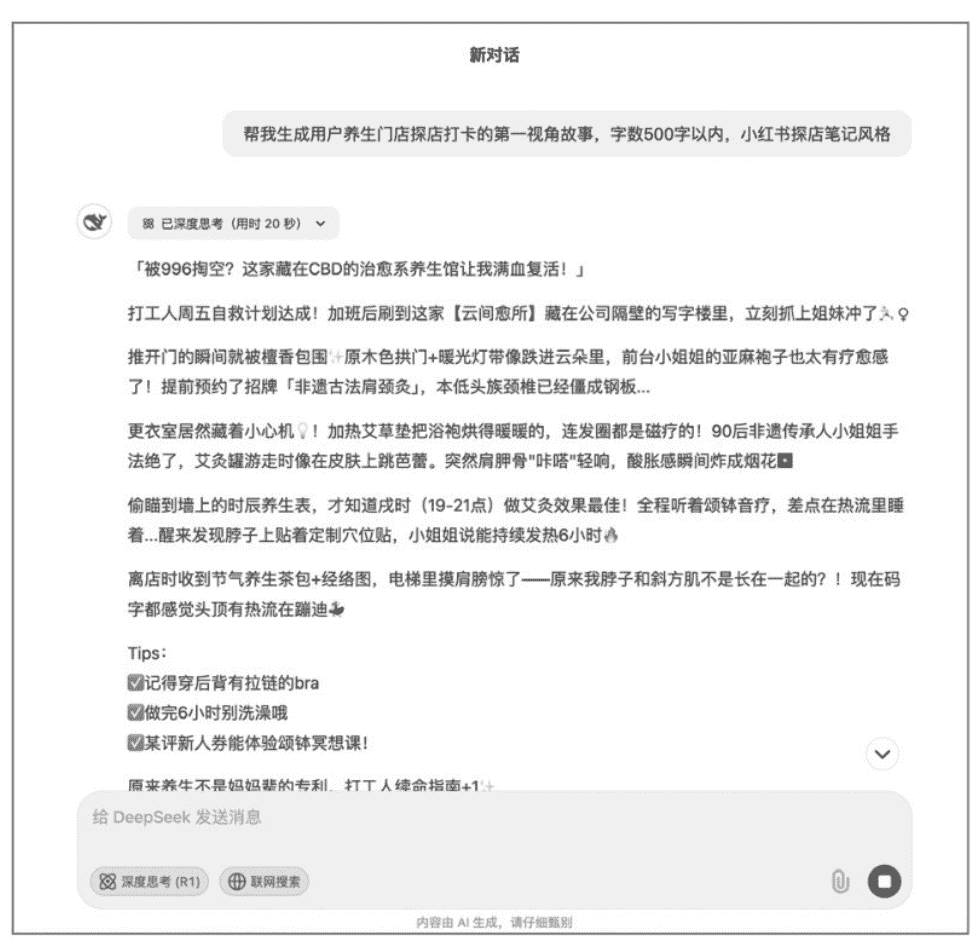 新对话
帮我生成用户养生门店探店打卡的第一视角故事，字数500字以内，小红书探店笔记风格
已深度思考（用时 20 秒）
「被996掏空？这家藏在CBD的治愈系养生馆让我满血复活！」
打工人周五自救计划达成！加班后刷到这家【云间愈所】藏在公司隔壁的写字楼里，立刻抓上姐妹冲了🏃♀
推开门的瞬间就被檀香包围✨原木色拱门+暖光灯带像跌进云朵里，前台小姐姐的亚麻袍子也太有疗愈感
了！提前预约了招牌「非遗古法肩颈灸」，本低头族颈椎已经僵成钢板...
更衣室居然藏着小心机💡！加热艾草垫把浴袍烘得暖暖的，连发圈都是磁疗的！90后非遗传承人小姐姐手
法绝了，艾灸罐游走时像在皮肤上跳芭蕾。突然肩胛骨"咔嗒"轻响，酸胀感瞬间炸成烟花🎆
偷瞄到墙上的时辰养生表，才知道戌时（19-21点）做艾灸效果最佳！全程听着颂钵音疗，差点在热流里睡
着...醒来发现脖子上贴着定制穴位贴，小姐姐说能持续发热6小时🔥
离店时收到节气养生茶包+经络图，电梯里摸肩膀惊了——原来我脖子和斜方肌不是长在一起的？！现在码
字都感觉头顶有热流在蹦迪💃
Tips：
✅记得穿后背有拉链的bra
✅做完6小时别洗澡哦
✅某评新人券能体验颂钵冥想课！
原来养生不是妈妈辈的专利，打工人续命指南+1✨
给 DeepSeek 发送消息
深度思考 (R1) 联网搜索
内容由 AI 生成，请仔细甄别